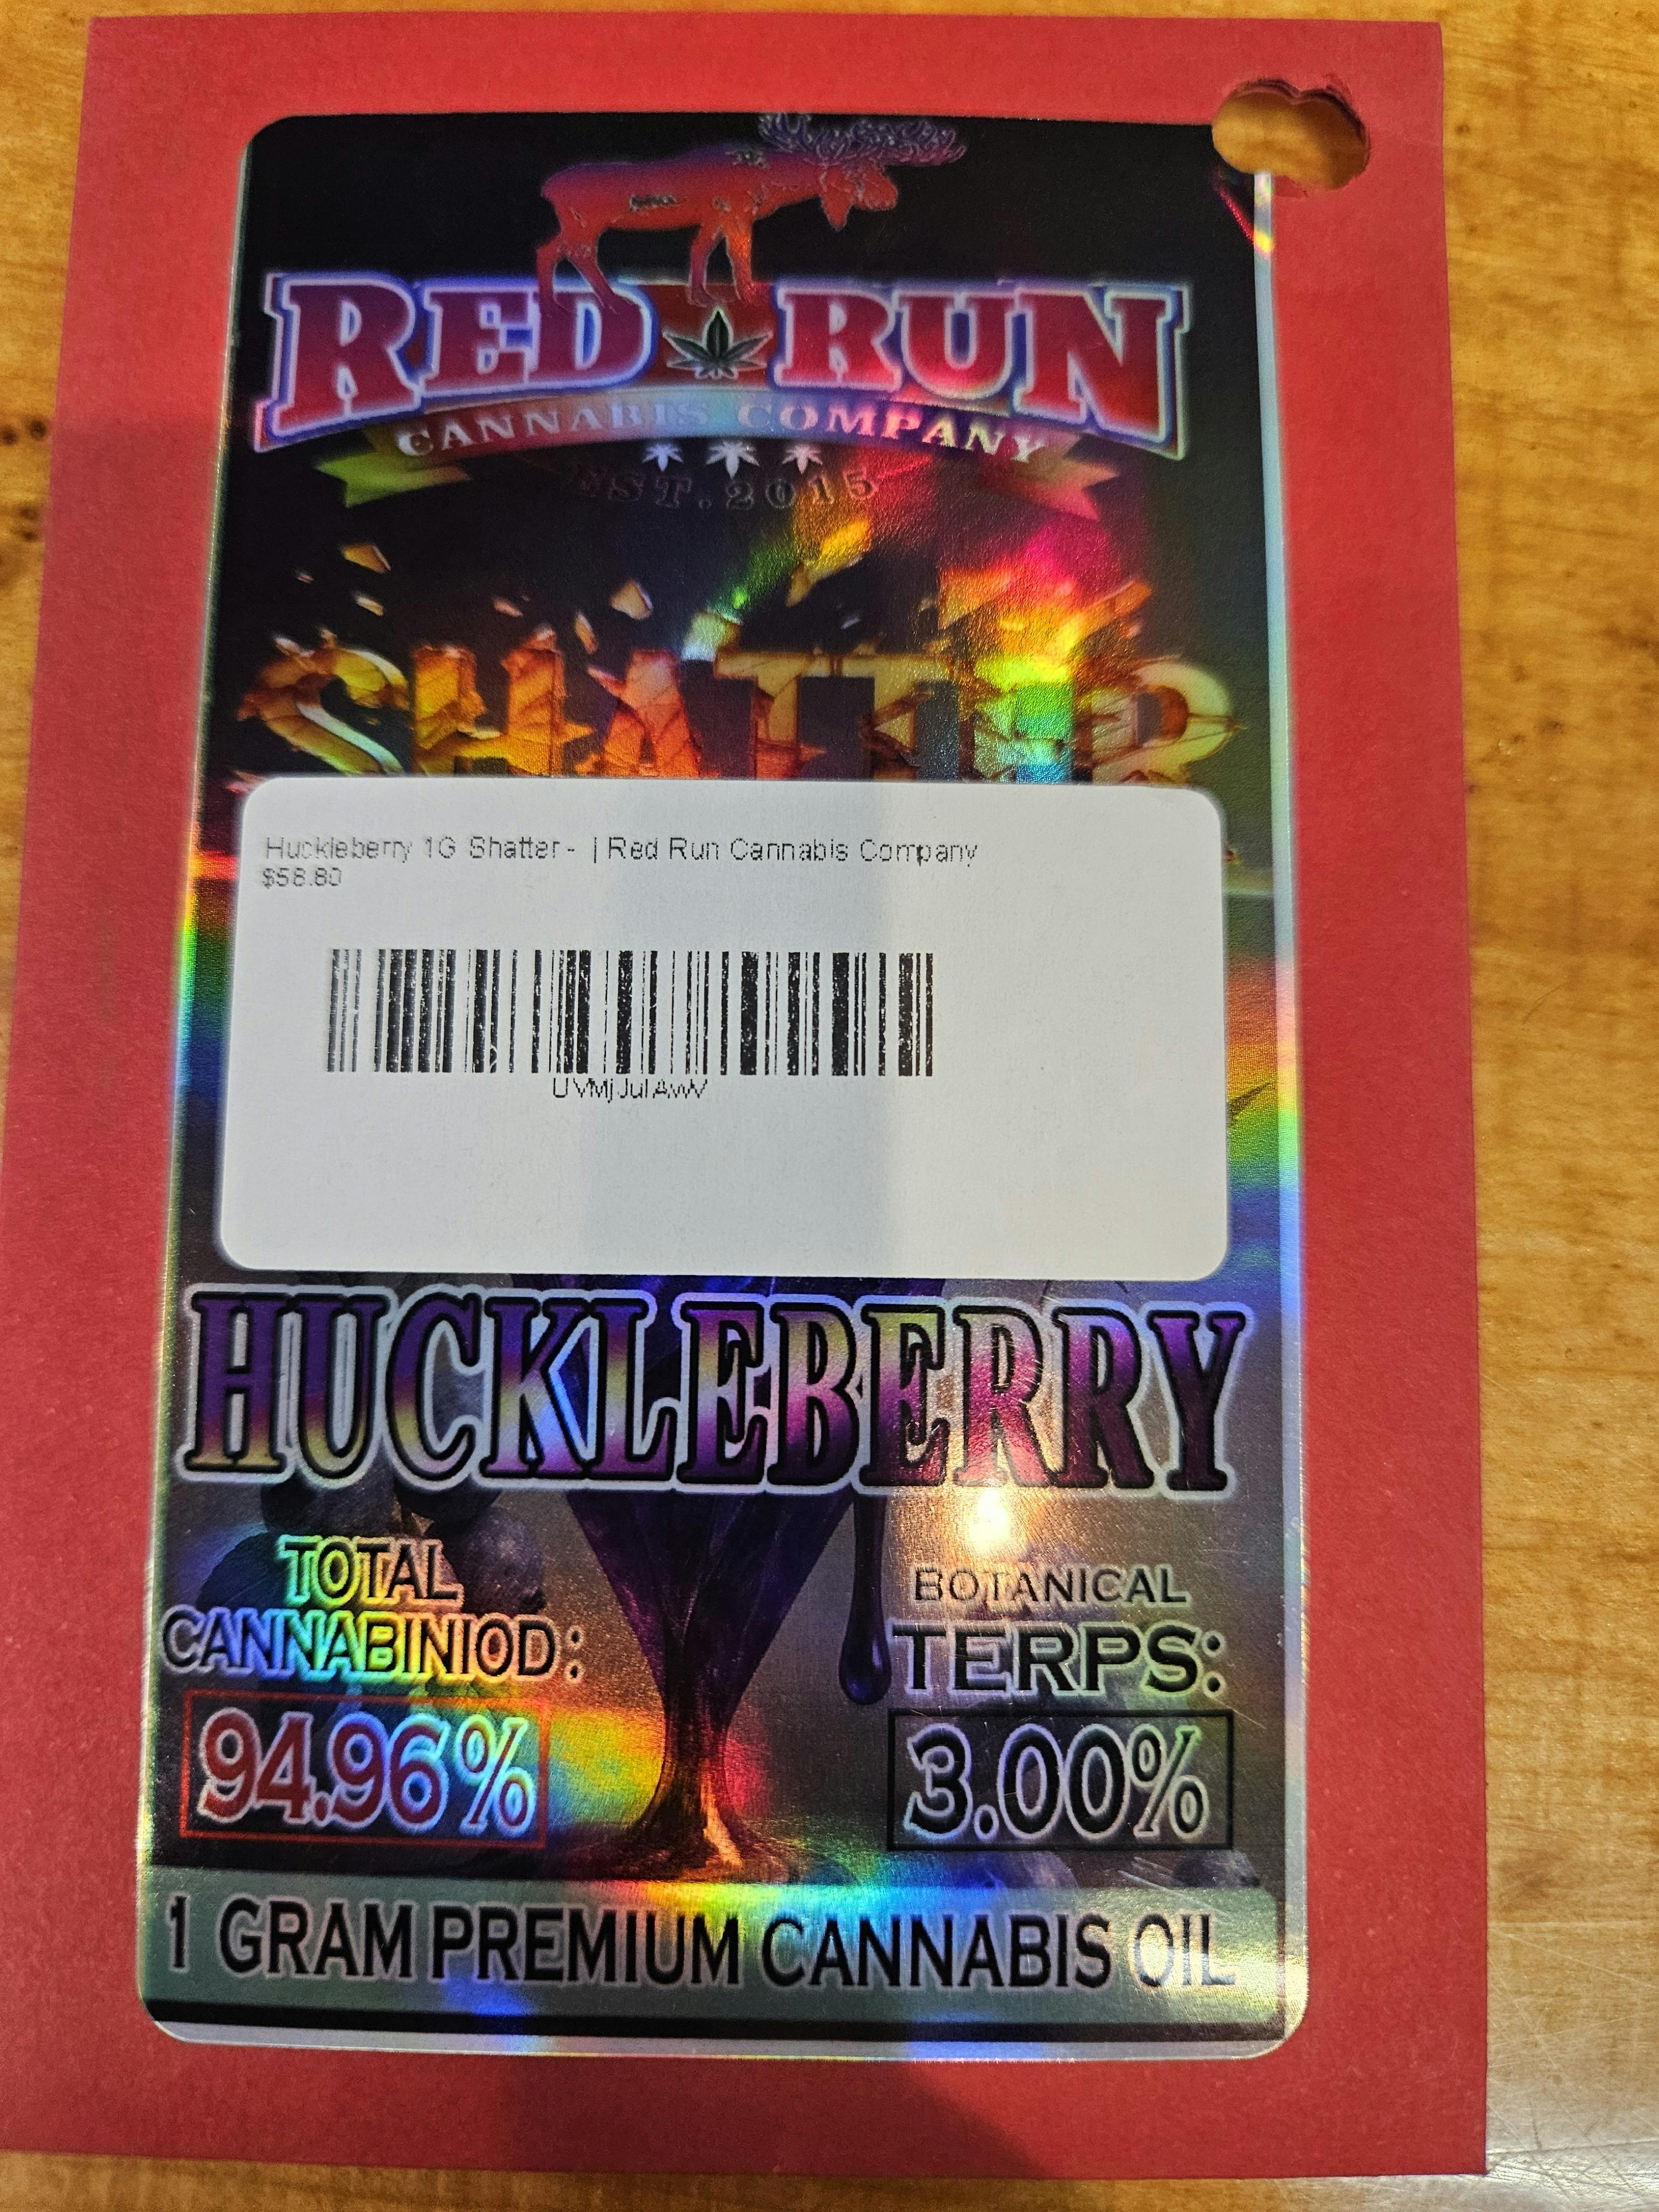 RED RUN
CANNABIS COMPANY
EST. 2015
SHATTER
Huckleberry 1G Shatter - | Red Run Cannabis Company
$58.80
HUCKLEBERRY
TOTAL
CANNABINIOD:
94.96%
BOTANICAL
TERPS:
3.00%
1 GRAM PREMIUM CANNABIS OIL